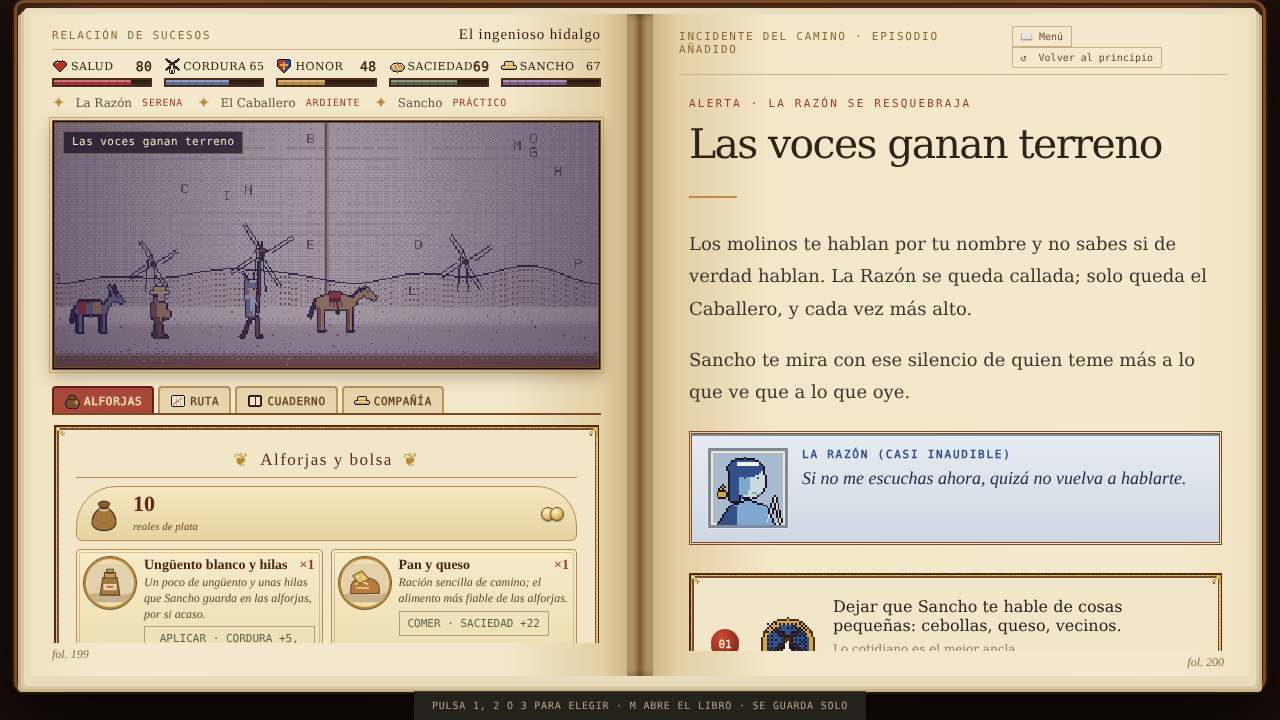 RELACIÓN DE SUCESOS
El ingenioso hidalgo
SALUD 80
CORDURA 65
HONOR 48
SACIEDAD 69
SANCHO 67
La Razón SERENA
El Caballero ARDIENTE
Sancho PRÁCTICO
Las voces ganan terreno
B
M O
G
H
C
I N
E
D
P
L
ALFORJAS
RUTA
CUADERNO
COMPAÑÍA
Alforjas y bolsa
10
reales de plata
Ungüento blanco y hilas ×1
Un poco de ungüento y unas hilas
que Sancho guarda en las alforjas,
por si acaso.
APLICAR · CORDURA +5,
Pan y queso ×1
Ración sencilla de camino; el
alimento más fiable de las alforjas.
COMER · SACIEDAD +22
fol. 199
INCIDENTE DEL CAMINO · EPISODIO
AÑADIDO
Menú
↺ Volver al principio
ALERTA · LA RAZÓN SE RESQUEBRAJA
Las voces ganan terreno
Los molinos te hablan por tu nombre y no sabes si de
verdad hablan. La Razón se queda callada; solo queda el
Caballero, y cada vez más alto.
Sancho te mira con ese silencio de quien teme más a lo
que ve que a lo que oye.
LA RAZÓN (CASI INAUDIBLE)
Si no me escuchas ahora, quizá no vuelva a hablarte.
01
Dejar que Sancho te hable de cosas
pequeñas: cebollas, queso, vecinos.
Lo cotidiano es el mejor ancla
fol. 200
PULSA 1, 2 O 3 PARA ELEGIR · M ABRE EL LIBRO · SE GUARDA SOLO